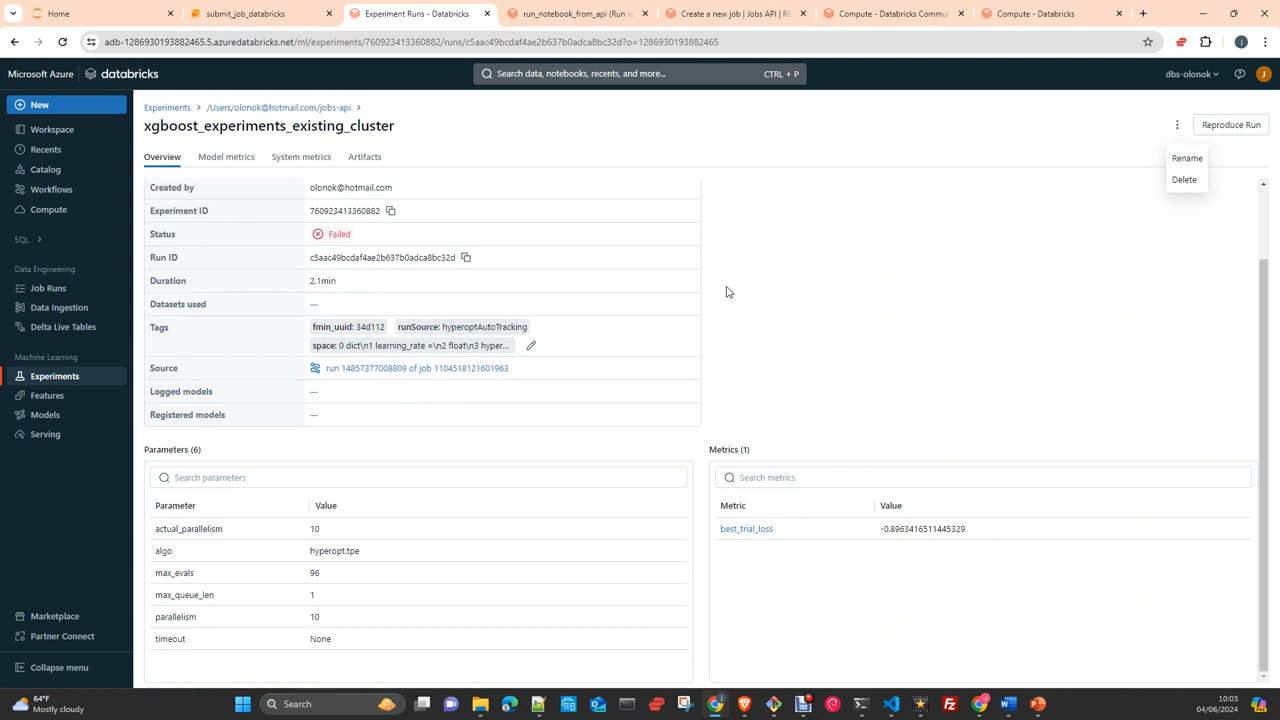 Home
submit_job_databricks
Experiment Runs - Databricks
run_notebook_from_api (Run id
Create a new job | Jobs API | RE
Compute - Databricks Commun
Compute - Databricks
adb-1286930193882465.5.azuredatabricks.net/ml/experiments/760923413360882/runs/c5aac49bcdaf4ae2b637b0adca8bc32d?o=1286930193882465
Microsoft Azure
databricks
Search data, notebooks, recents, and more...
CTRL + P
dbs-olonok
J
New
Workspace
Recents
Catalog
Workflows
Compute
SQL
Data Engineering
Job Runs
Data Ingestion
Delta Live Tables
Machine Learning
Experiments
Features
Models
Serving
Marketplace
Partner Connect
Collapse menu
Experiments > /Users/olonok@hotmail.com/jobs-api >
xgboost_experiments_existing_cluster
Reproduce Run
Rename
Delete
Overview Model metrics System metrics Artifacts
Created by olonok@hotmail.com
Experiment ID 760923413360882
Status Failed
Run ID c5aac49bcdaf4ae2b637b0adca8bc32d
Duration 2.1min
Datasets used —
Tags fmin_uuid: 34d112 runSource: hyperoptAutoTracking
space: 0 dict\n1 learning_rate =\n2 float\n3 hyper...
Source run 14857377008809 of job 1104518121601963
Logged models —
Registered models —
Parameters (6)
Search parameters
Parameter Value
actual_parallelism 10
algo hyperopt.tpe
max_evals 96
max_queue_len 1
parallelism 10
timeout None
Metrics (1)
Search metrics
Metric Value
best_trial_loss -0.8963416511445329
64°F
Mostly cloudy
Search
10:03
04/06/2024